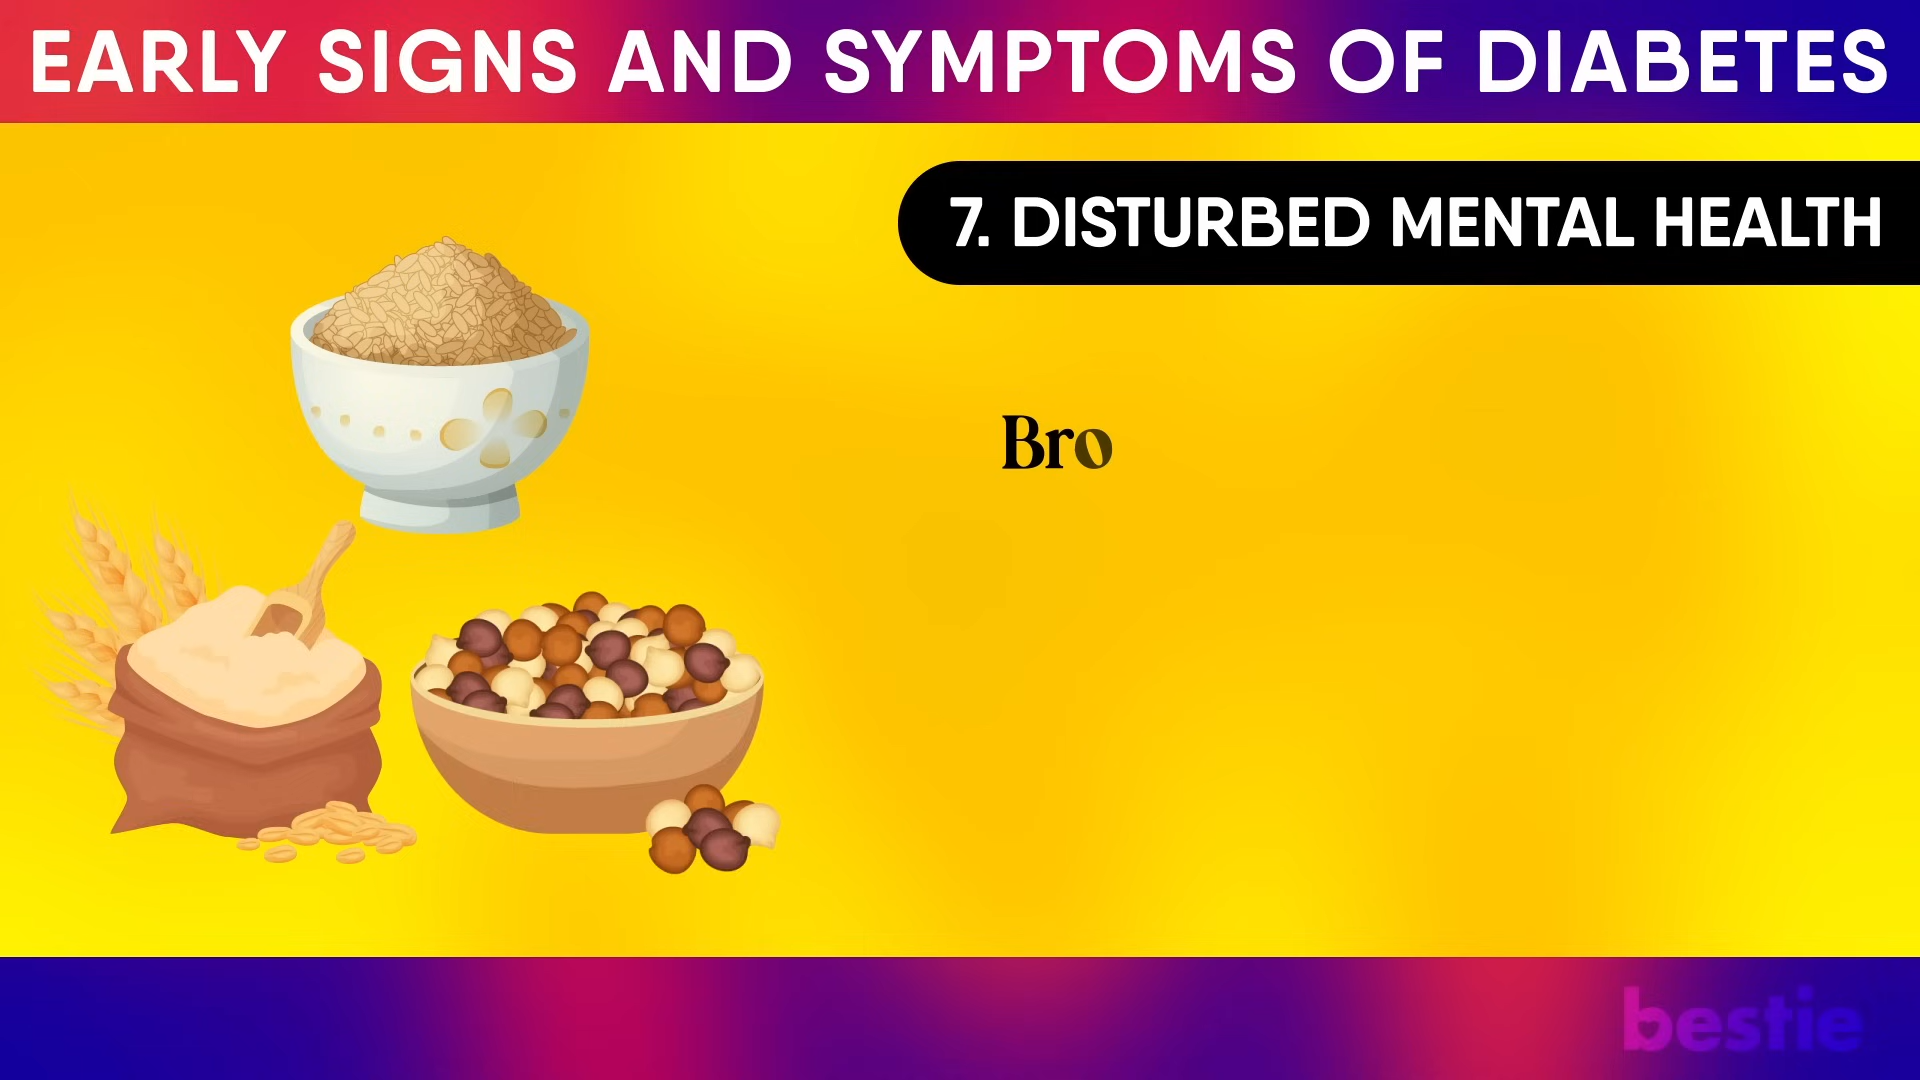 EARLY SIGNS AND SYMPTOMS OF DIABETES
7. DISTURBED MENTAL HEALTH
Bro
bestie